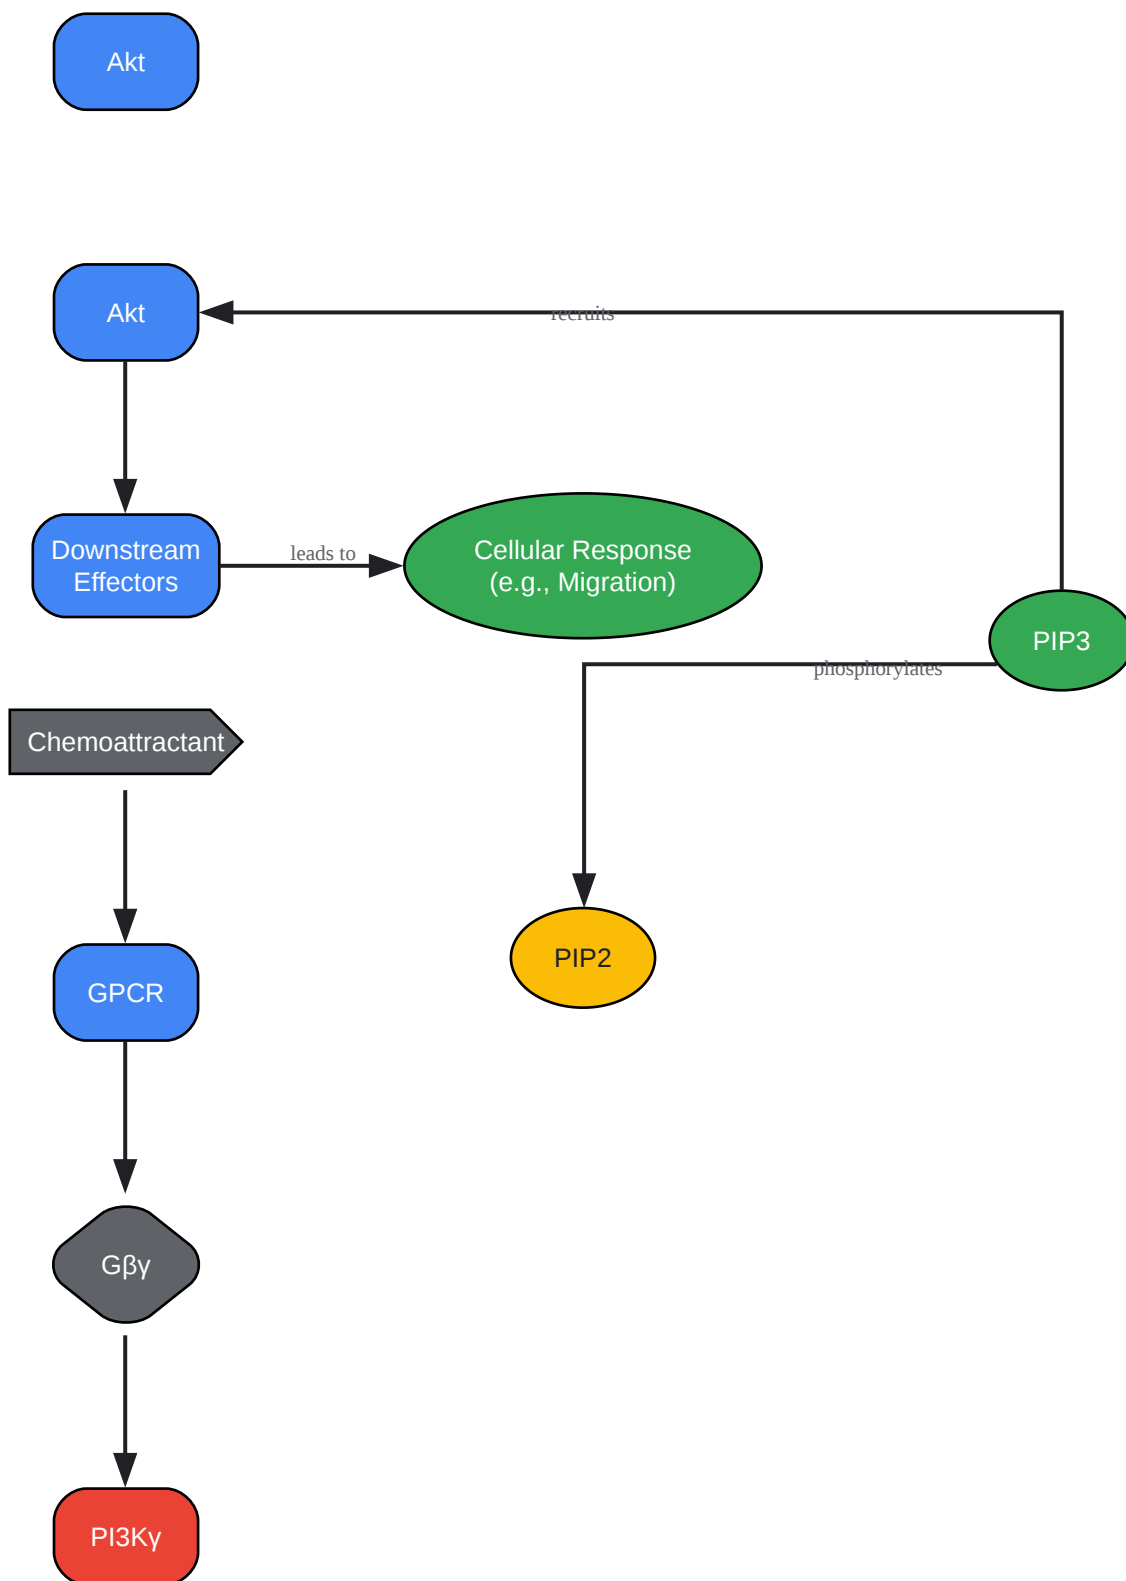 Akt
Akt
recruits
Downstream
Effectors
leads to
Cellular Response
(e.g., Migration)
PIP3
phosphorylates
Chemoattractant
PIP2
GPCR
Gβγ
PI3Kγ